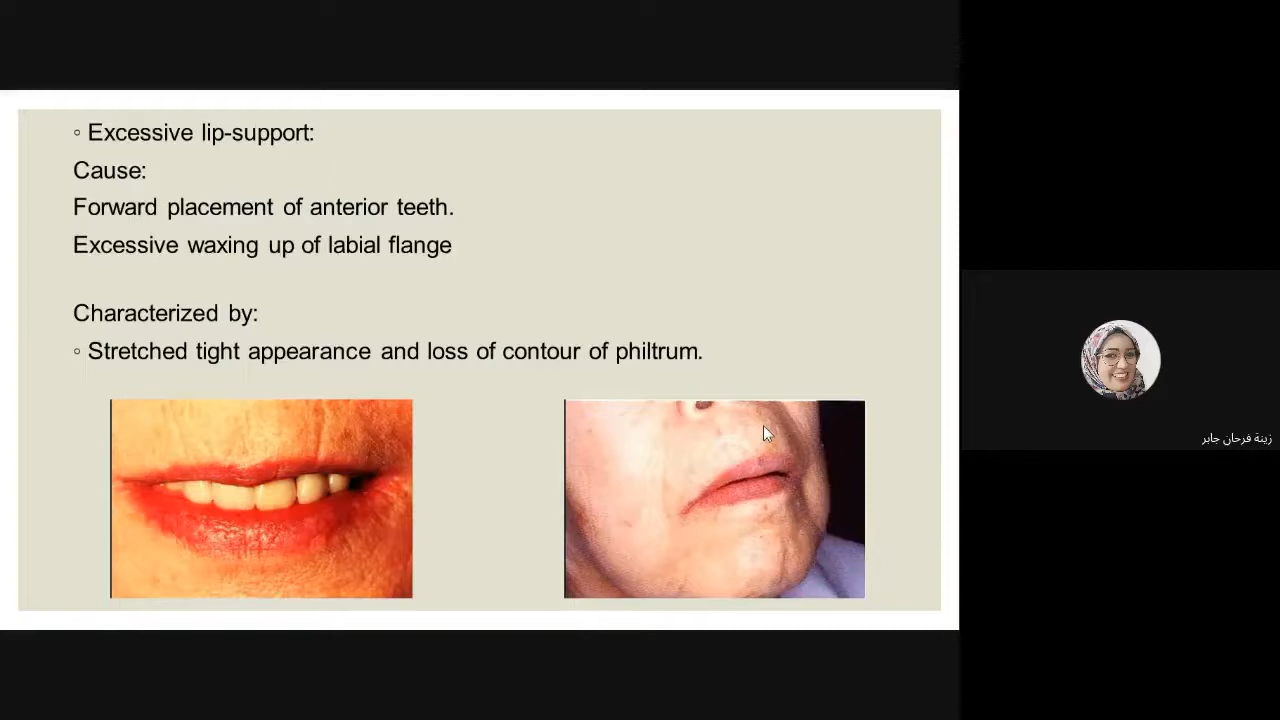 ◦ Excessive lip-support:
Cause:
Forward placement of anterior teeth.
Excessive waxing up of labial flange
Characterized by:
◦ Stretched tight appearance and loss of contour of philtrum.
زينة فرحان جابر